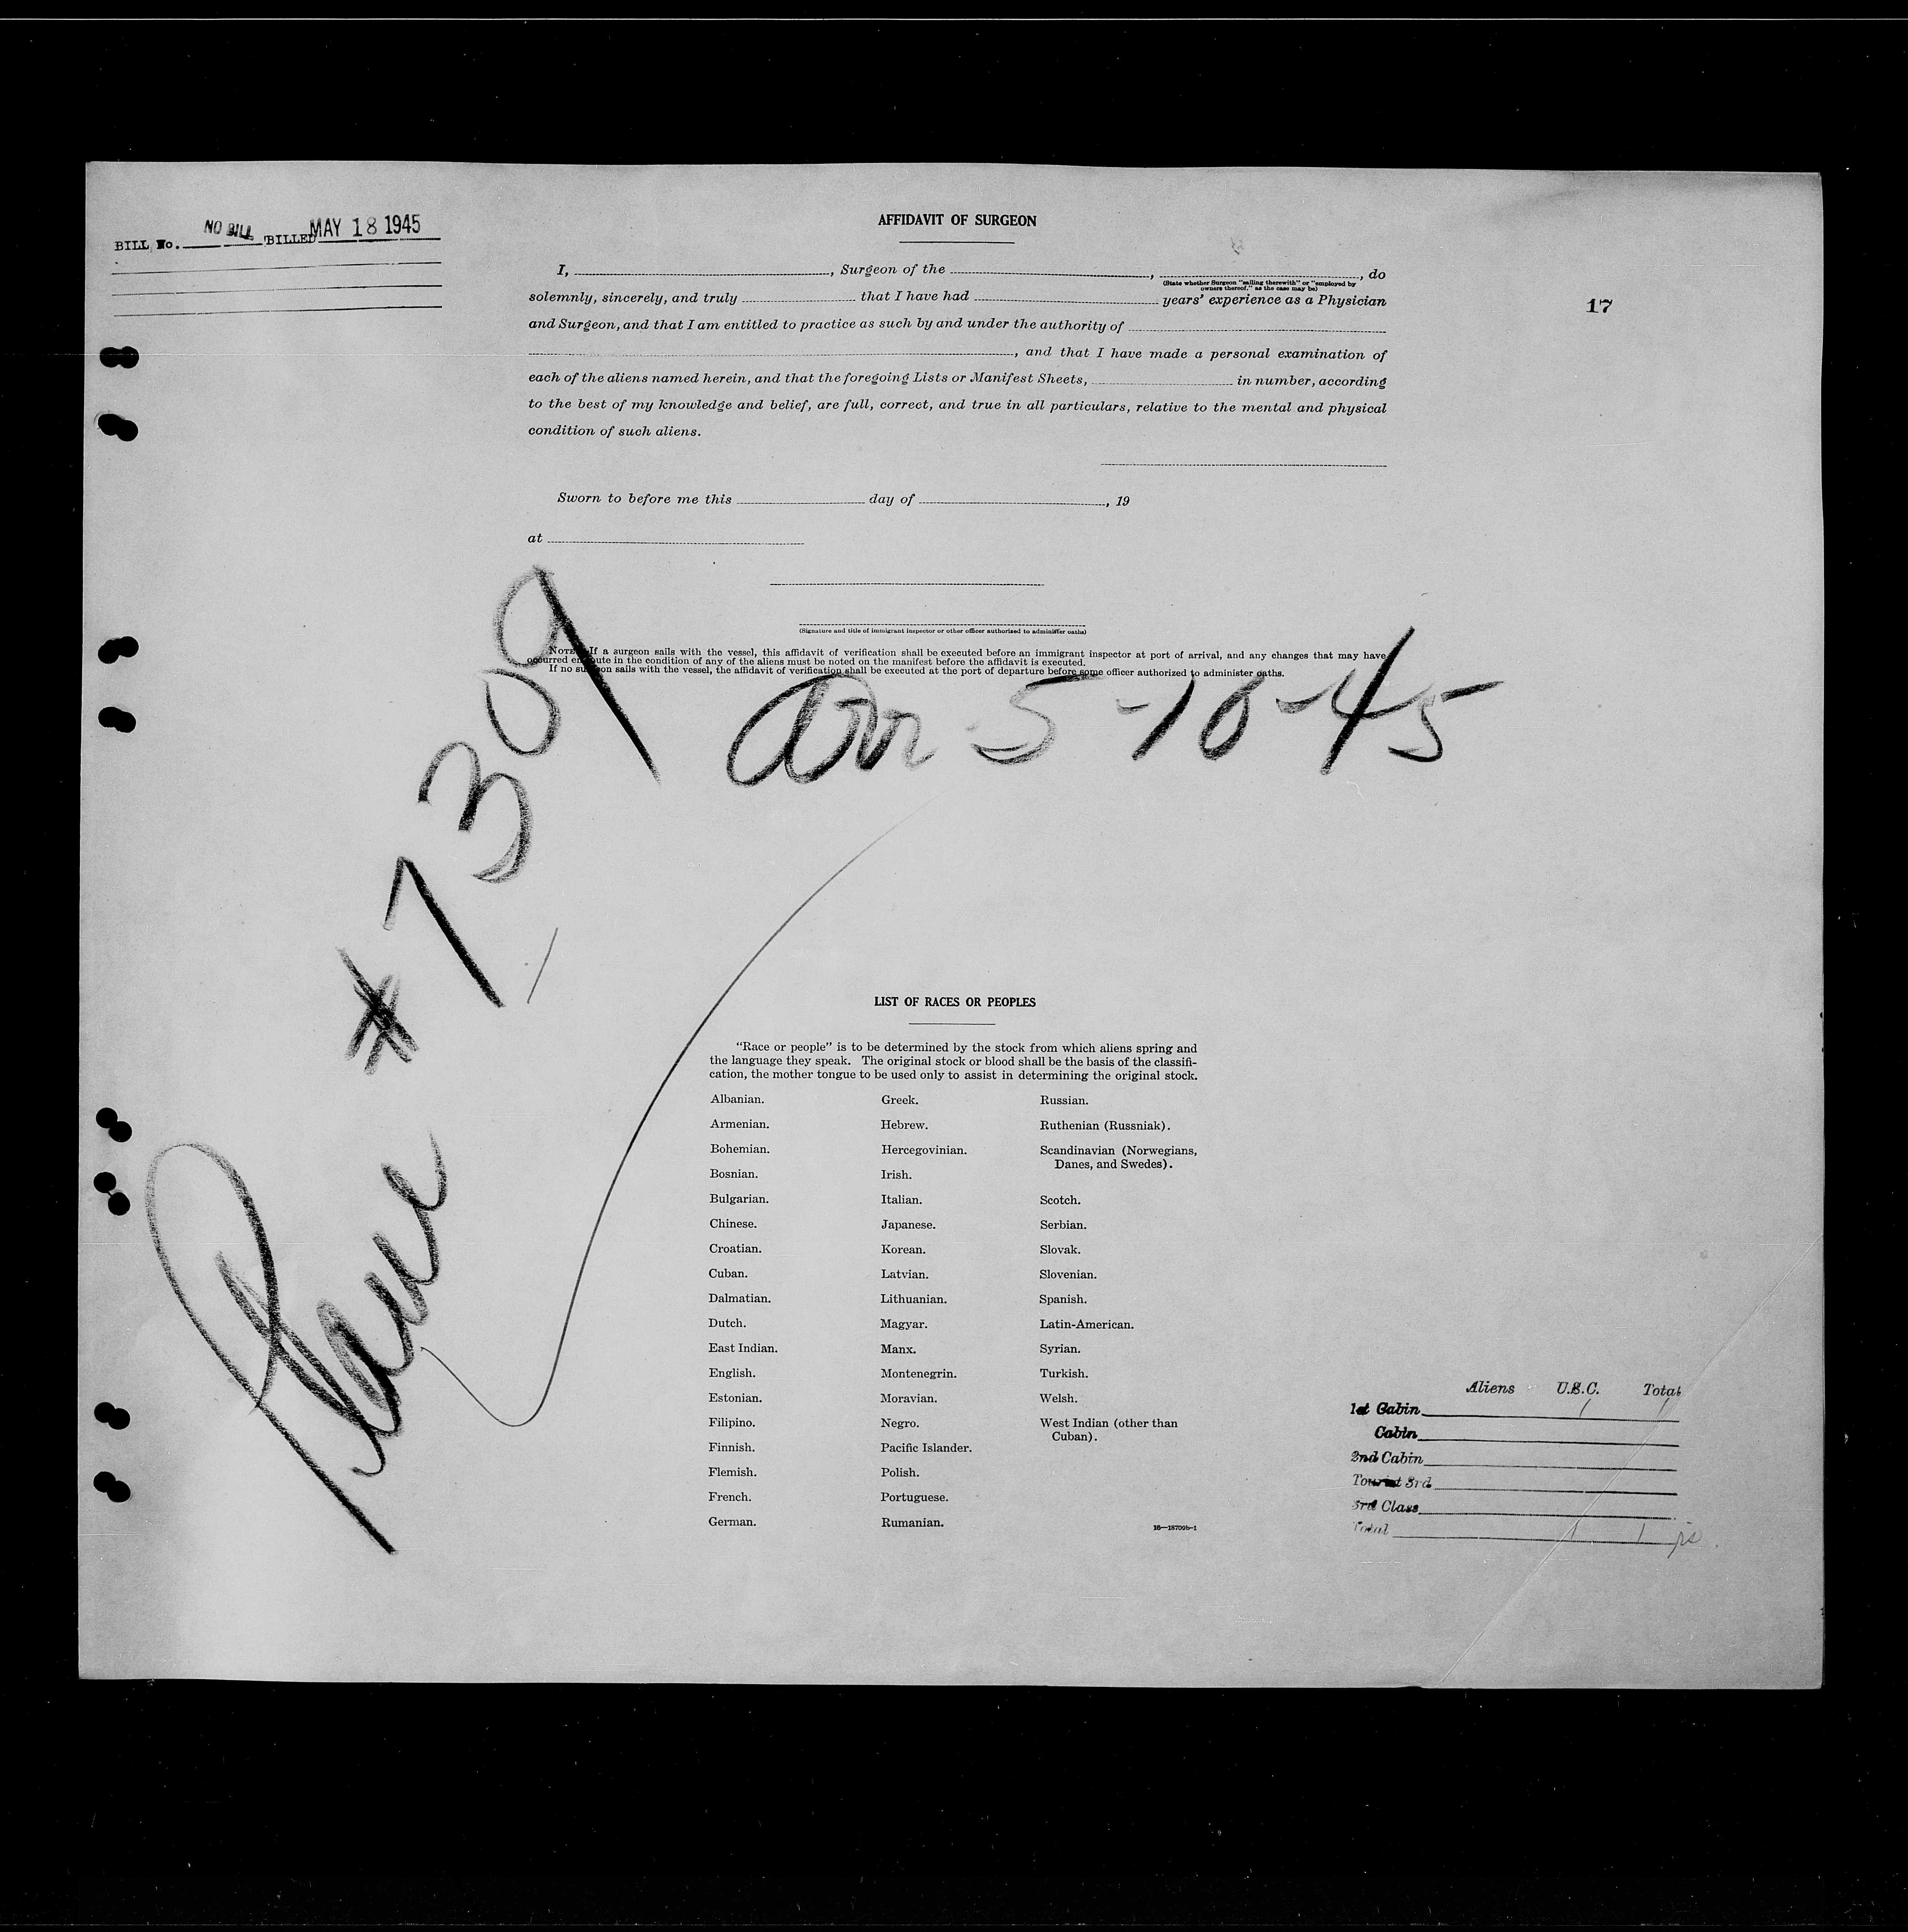 BILL No. NO BILL BILLED MAY 18 1945
AFFIDAVIT OF SURGEON
I, , Surgeon of the , , do
(State whether Surgeon "sailing therewith" or "employed by
owners thereof," as the case may be)
solemnly, sincerely, and truly that I have had years' experience as a Physician
17
and Surgeon, and that I am entitled to practice as such by and under the authority of
, and that I have made a personal examination of
each of the aliens named herein, and that the foregoing Lists or Manifest Sheets, in number, according
to the best of my knowledge and belief, are full, correct, and true in all particulars, relative to the mental and physical
condition of such aliens.
Sworn to before me this day of , 19
at
(Signature and title of immigrant inspector or other officer authorized to administer oaths)
NOTE.—If a surgeon sails with the vessel, this affidavit of verification shall be executed before an immigrant inspector at port of arrival, and any changes that may have
occurred en route in the condition of any of the aliens must be noted on the manifest before the affidavit is executed.
If no surgeon sails with the vessel, the affidavit of verification shall be executed at the port of departure before some officer authorized to administer oaths.
Plane #7309
Arr 5-10-45
LIST OF RACES OR PEOPLES
"Race or people" is to be determined by the stock from which aliens spring and
the language they speak. The original stock or blood shall be the basis of the classifi-
cation, the mother tongue to be used only to assist in determining the original stock.
Albanian.
Armenian.
Bohemian.
Bosnian.
Bulgarian.
Chinese.
Croatian.
Cuban.
Dalmatian.
Dutch.
East Indian.
English.
Estonian.
Filipino.
Finnish.
Flemish.
French.
German.
Greek.
Hebrew.
Hercegovinian.
Irish.
Italian.
Japanese.
Korean.
Latvian.
Lithuanian.
Magyar.
Manx.
Montenegrin.
Moravian.
Negro.
Pacific Islander.
Polish.
Portuguese.
Rumanian.
Russian.
Ruthenian (Russniak).
Scandinavian (Norwegians,
Danes, and Swedes).
Scotch.
Serbian.
Slovak.
Slovenian.
Spanish.
Latin-American.
Syrian.
Turkish.
Welsh.
West Indian (other than
Cuban).
16—18709b-1
Aliens U.S.C. Total
1st Cabin 1 1
Cabin
2nd Cabin
Tourist 3rd
3rd Class
Total 1 1